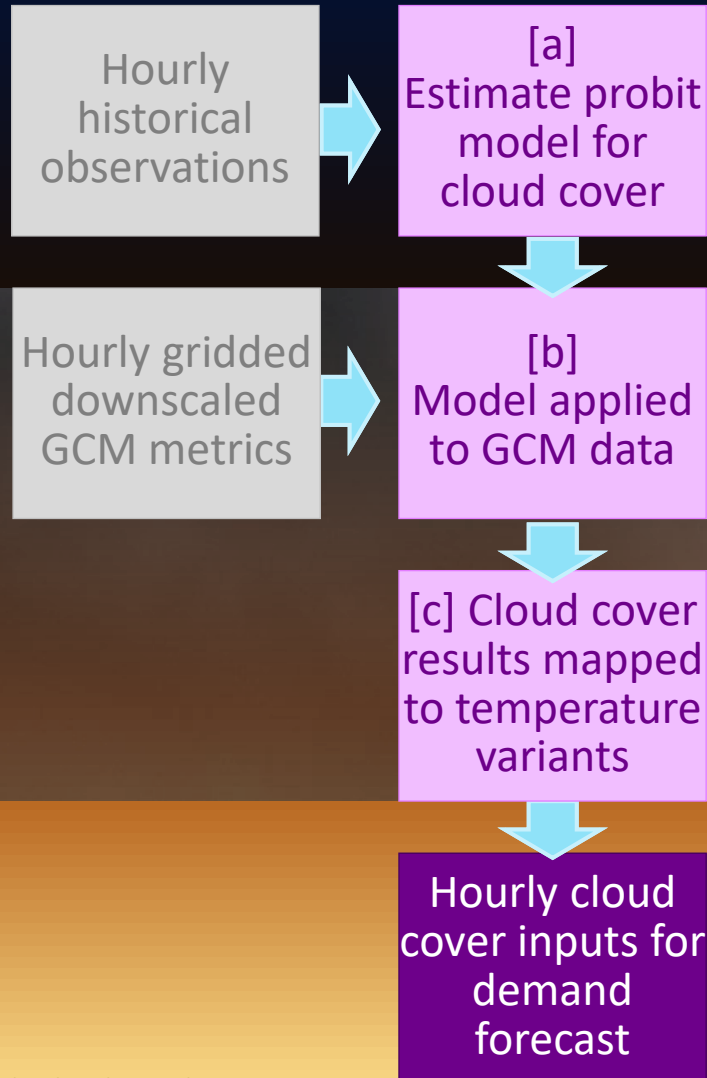 Hourly
historical
observations
[a]
Estimate probit
model for
cloud cover
Hourly gridded
downscaled
GCM metrics
[b]
Model applied
to GCM data
[c] Cloud cover
results mapped
to temperature
variants
Hourly cloud
cover inputs for
demand
forecast